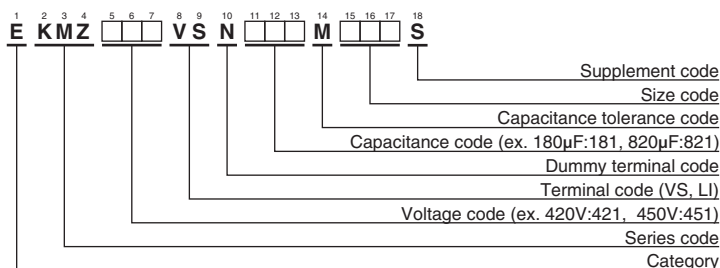 1 2 3 4 5 6 7 8 9 10 11 12 13 14 15 16 17 18
E KMZ □□□ VS N □□□ M □□□ S
Supplement code
Size code
Capacitance tolerance code
Capacitance code (ex. 180μF:181, 820μF:821)
Dummy terminal code
Terminal code (VS, LI)
Voltage code (ex. 420V:421, 450V:451)
Series code
Category